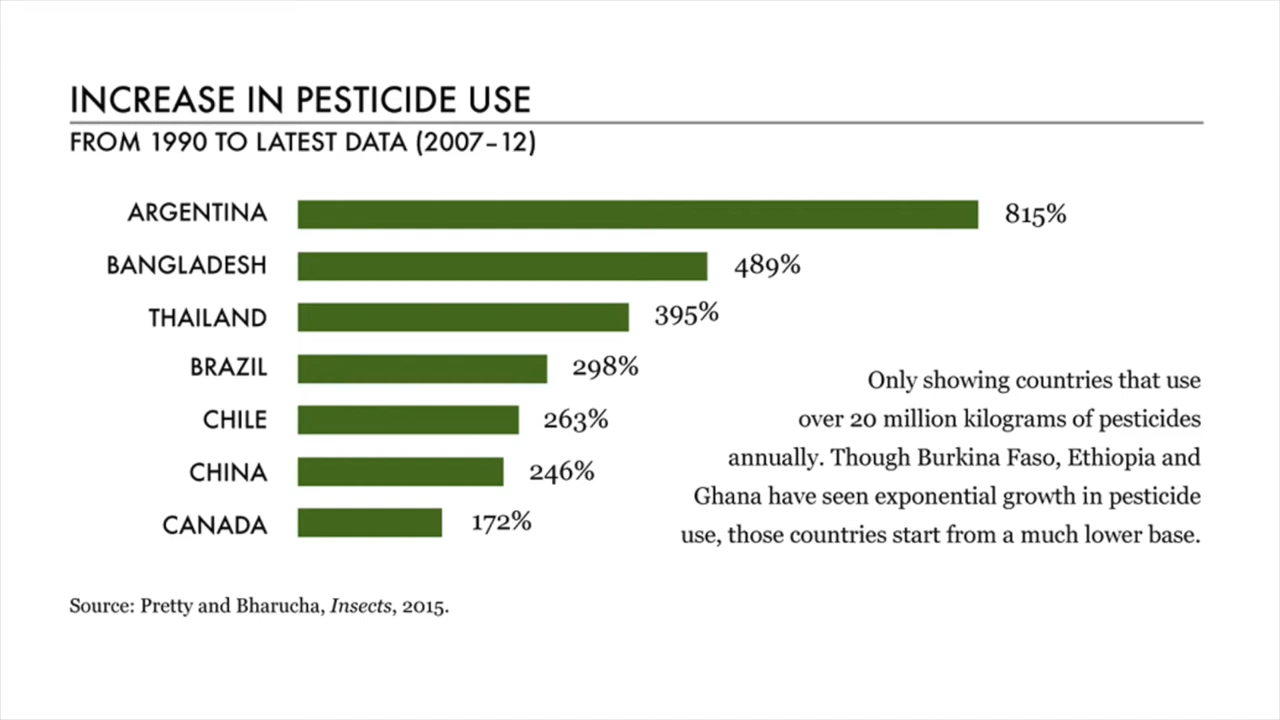 INCREASE IN PESTICIDE USE
FROM 1990 TO LATEST DATA (2007–12)
ARGENTINA 815%
BANGLADESH 489%
THAILAND 395%
BRAZIL 298%
CHILE 263%
CHINA 246%
CANADA 172%
Only showing countries that use
over 20 million kilograms of pesticides
annually. Though Burkina Faso, Ethiopia and
Ghana have seen exponential growth in pesticide
use, those countries start from a much lower base.
Source: Pretty and Bharucha, Insects, 2015.